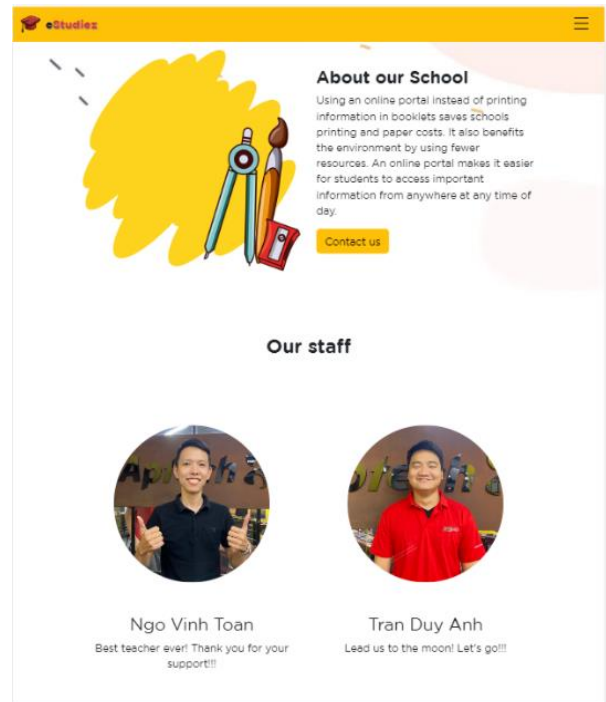 eStudiez
About our School
Using an online portal instead of printing
information in booklets saves schools
printing and paper costs. It also benefits
the environment by using fewer
resources. An online portal makes it easier
for students to access important
information from anywhere at any time of
day.
Contact us
Our staff
Ngo Vinh Toan
Best teacher ever! Thank you for your
support!!!
Tran Duy Anh
Lead us to the moon! Let's go!!!